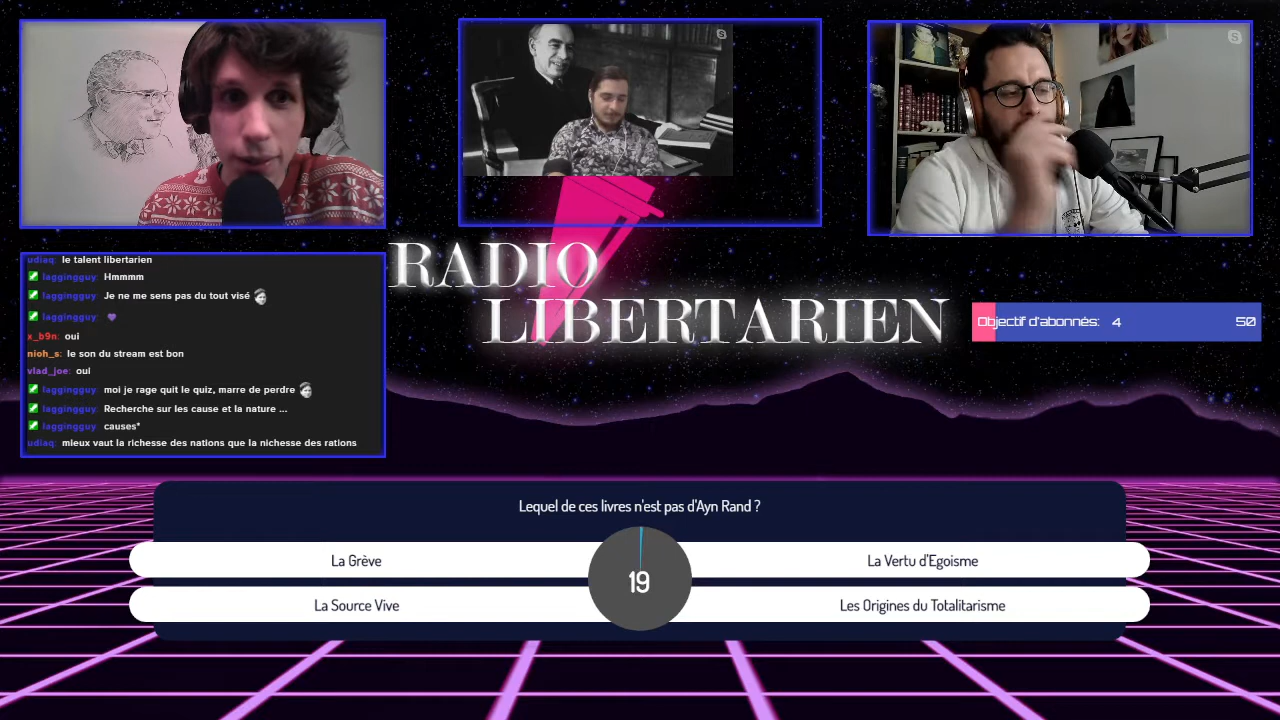 udiaq: le talent libertarien
laggingguy: Hmmmm
laggingguy: Je ne me sens pas du tout visé
laggingguy:
x_b9n: oui
nioh_s: le son du stream est bon
vlad_joe: oui
laggingguy: moi je rage quit le quiz, marre de perdre
laggingguy: Recherche sur les cause et la nature ...
laggingguy: causes*
udiaq: mieux vaut la richesse des nations que la nichesse des rations
RADIO
LIBERTARIEN
Objectif d'abonnés: 4 50
Lequel de ces livres n'est pas d'Ayn Rand ?
La Grève
La Vertu d'Egoisme
19
La Source Vive
Les Origines du Totalitarisme